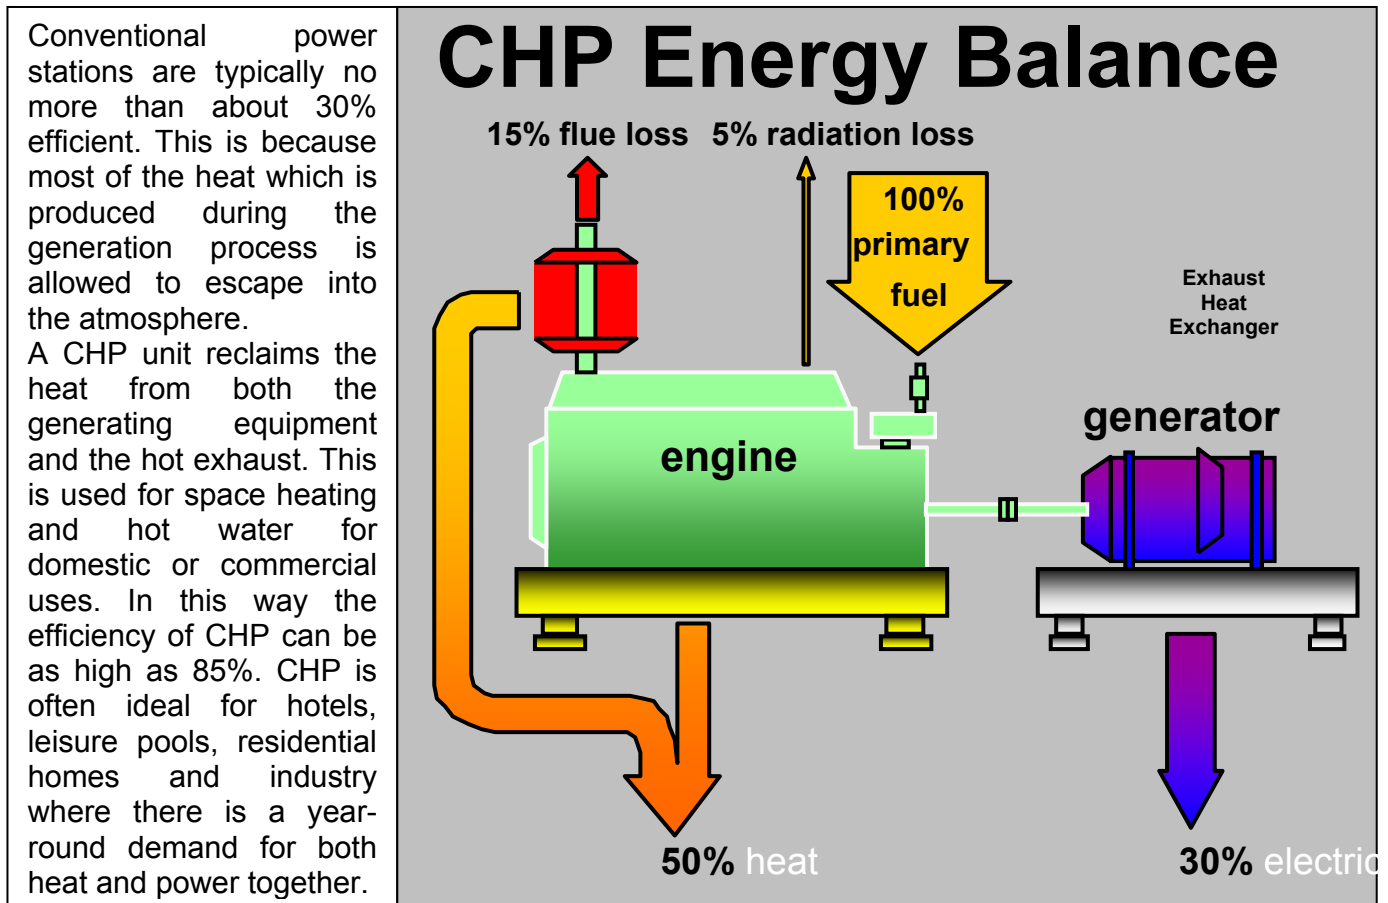 Conventional power
stations are typically no
more than about 30%
efficient. This is because
most of the heat which is
produced during the
generation process is
allowed to escape into
the atmosphere.
A CHP unit reclaims the
heat from both the
generating equipment
and the hot exhaust. This
is used for space heating
and hot water for
domestic or commercial
uses. In this way the
efficiency of CHP can be
as high as 85%. CHP is
often ideal for hotels,
leisure pools, residential
homes and industry
where there is a year-
round demand for both
heat and power together.
CHP Energy Balance
15% flue loss 5% radiation loss
100%
primary
fuel
Exhaust
Heat
Exchanger
generator
engine
50% heat
30% electric